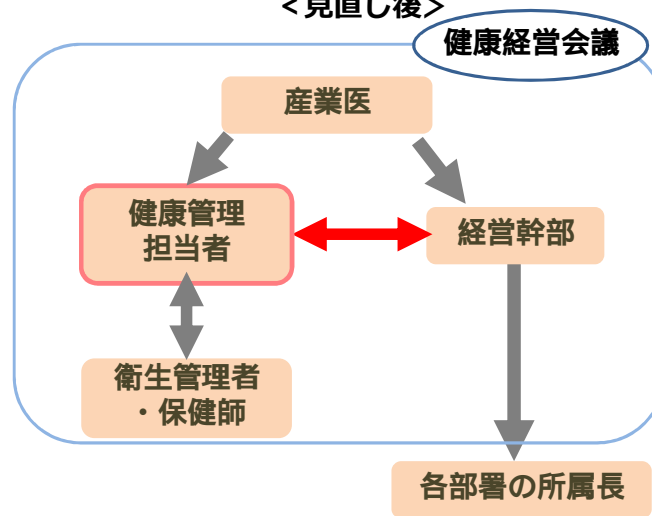 ＜見直し後＞
健康経営会議
産業医
健康管理
担当者
経営幹部
衛生管理者
・保健師
各部署の所属長